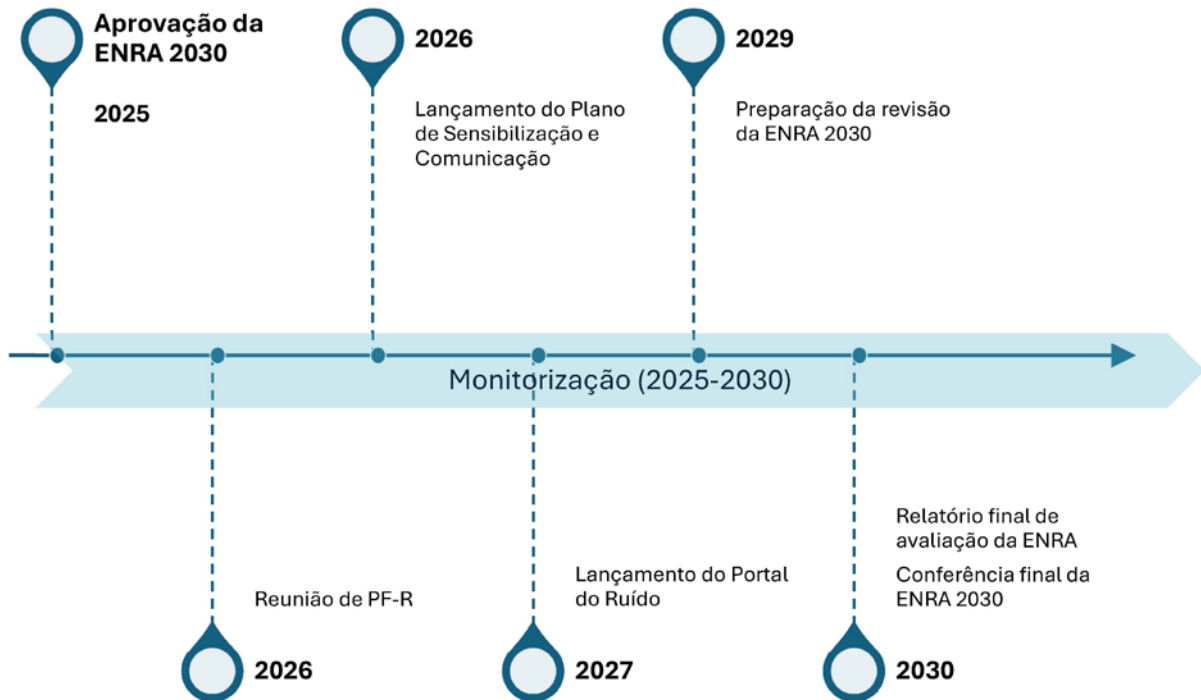 Aprovação da
ENRA 2030
2025
2026
Lançamento do Plano
de Sensibilização e
Comunicação
2029
Preparação da revisão
da ENRA 2030
Monitorização (2025-2030)
Reunião de PF-R
2026
Lançamento do Portal
do Ruído
2027
Relatório final de
avaliação da ENRA
Conferência final da
ENRA 2030
2030